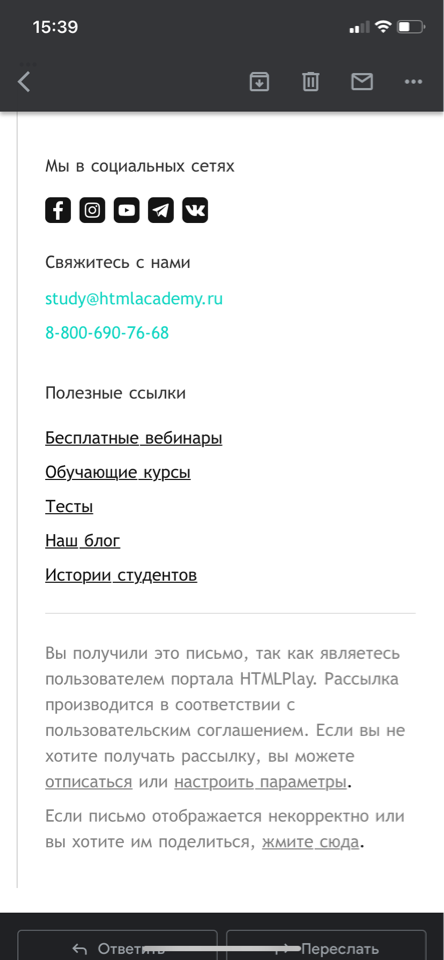 15:39
Мы в социальных сетях
Свяжитесь с нами
study@htmlacademy.ru
8-800-690-76-68
Полезные ссылки
Бесплатные вебинары
Обучающие курсы
Тесты
Наш блог
Истории студентов
Вы получили это письмо, так как являетесь
пользователем портала HTMLPlay. Рассылка
производится в соответствии с
пользовательским соглашением. Если вы не
хотите получать рассылку, вы можете
отписаться или настроить параметры.
Если письмо отображается некорректно или
вы хотите им поделиться, жмите сюда.
Ответить Переслать